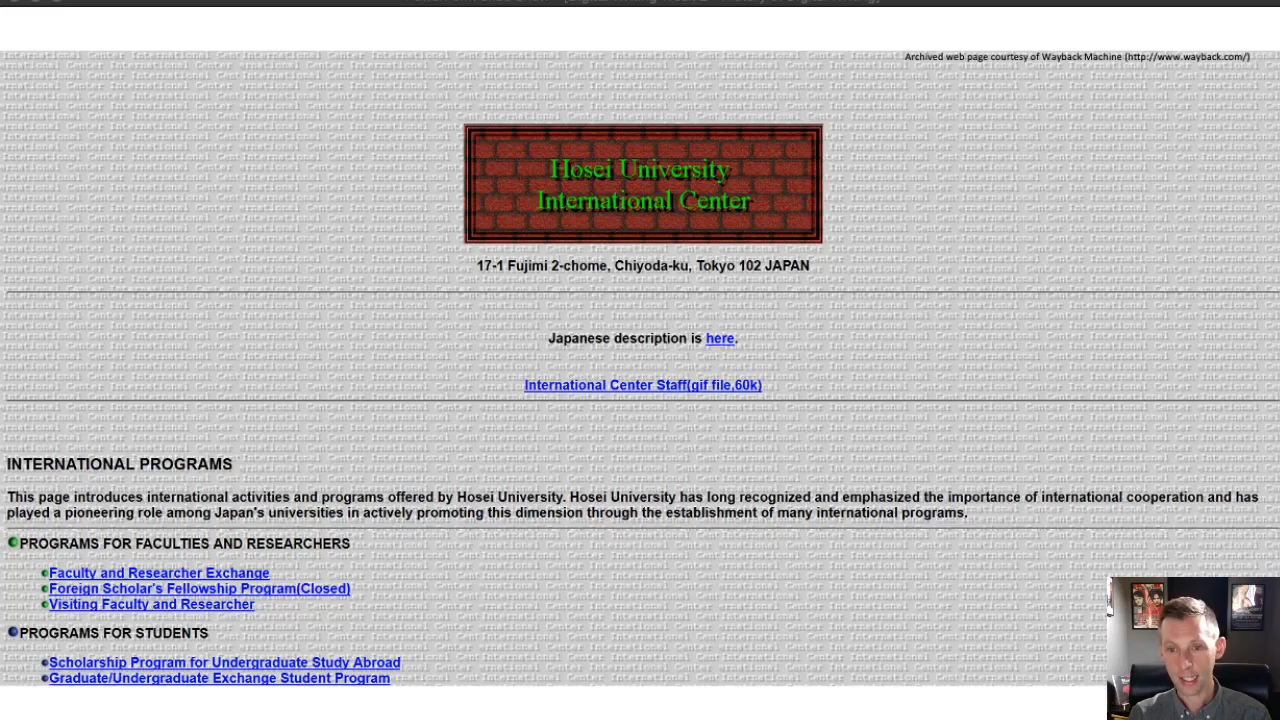 Archived web page courtesy of Wayback Machine (http://www.wayback.com/)
Hosei University
International Center
17-1 Fujimi 2-chome, Chiyoda-ku, Tokyo 102 JAPAN
Japanese description is here.
International Center Staff(gif file,60k)
INTERNATIONAL PROGRAMS
This page introduces international activities and programs offered by Hosei University. Hosei University has long recognized and emphasized the importance of international cooperation and has
played a pioneering role among Japan's universities in actively promoting this dimension through the establishment of many international programs.
PROGRAMS FOR FACULTIES AND RESEARCHERS
Faculty and Researcher Exchange
Foreign Scholar's Fellowship Program(Closed)
Visiting Faculty and Researcher
PROGRAMS FOR STUDENTS
Scholarship Program for Undergraduate Study Abroad
Graduate/Undergraduate Exchange Student Program